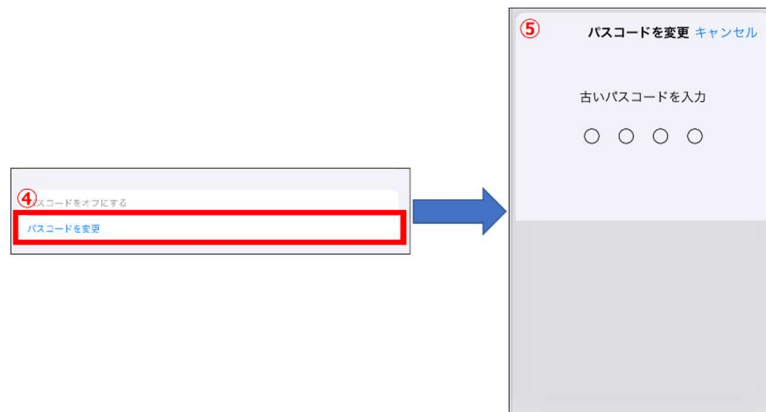 ④
パスコードをオフにする
パスコードを変更
⑤
パスコードを変更 キャンセル
古いパスコードを入力